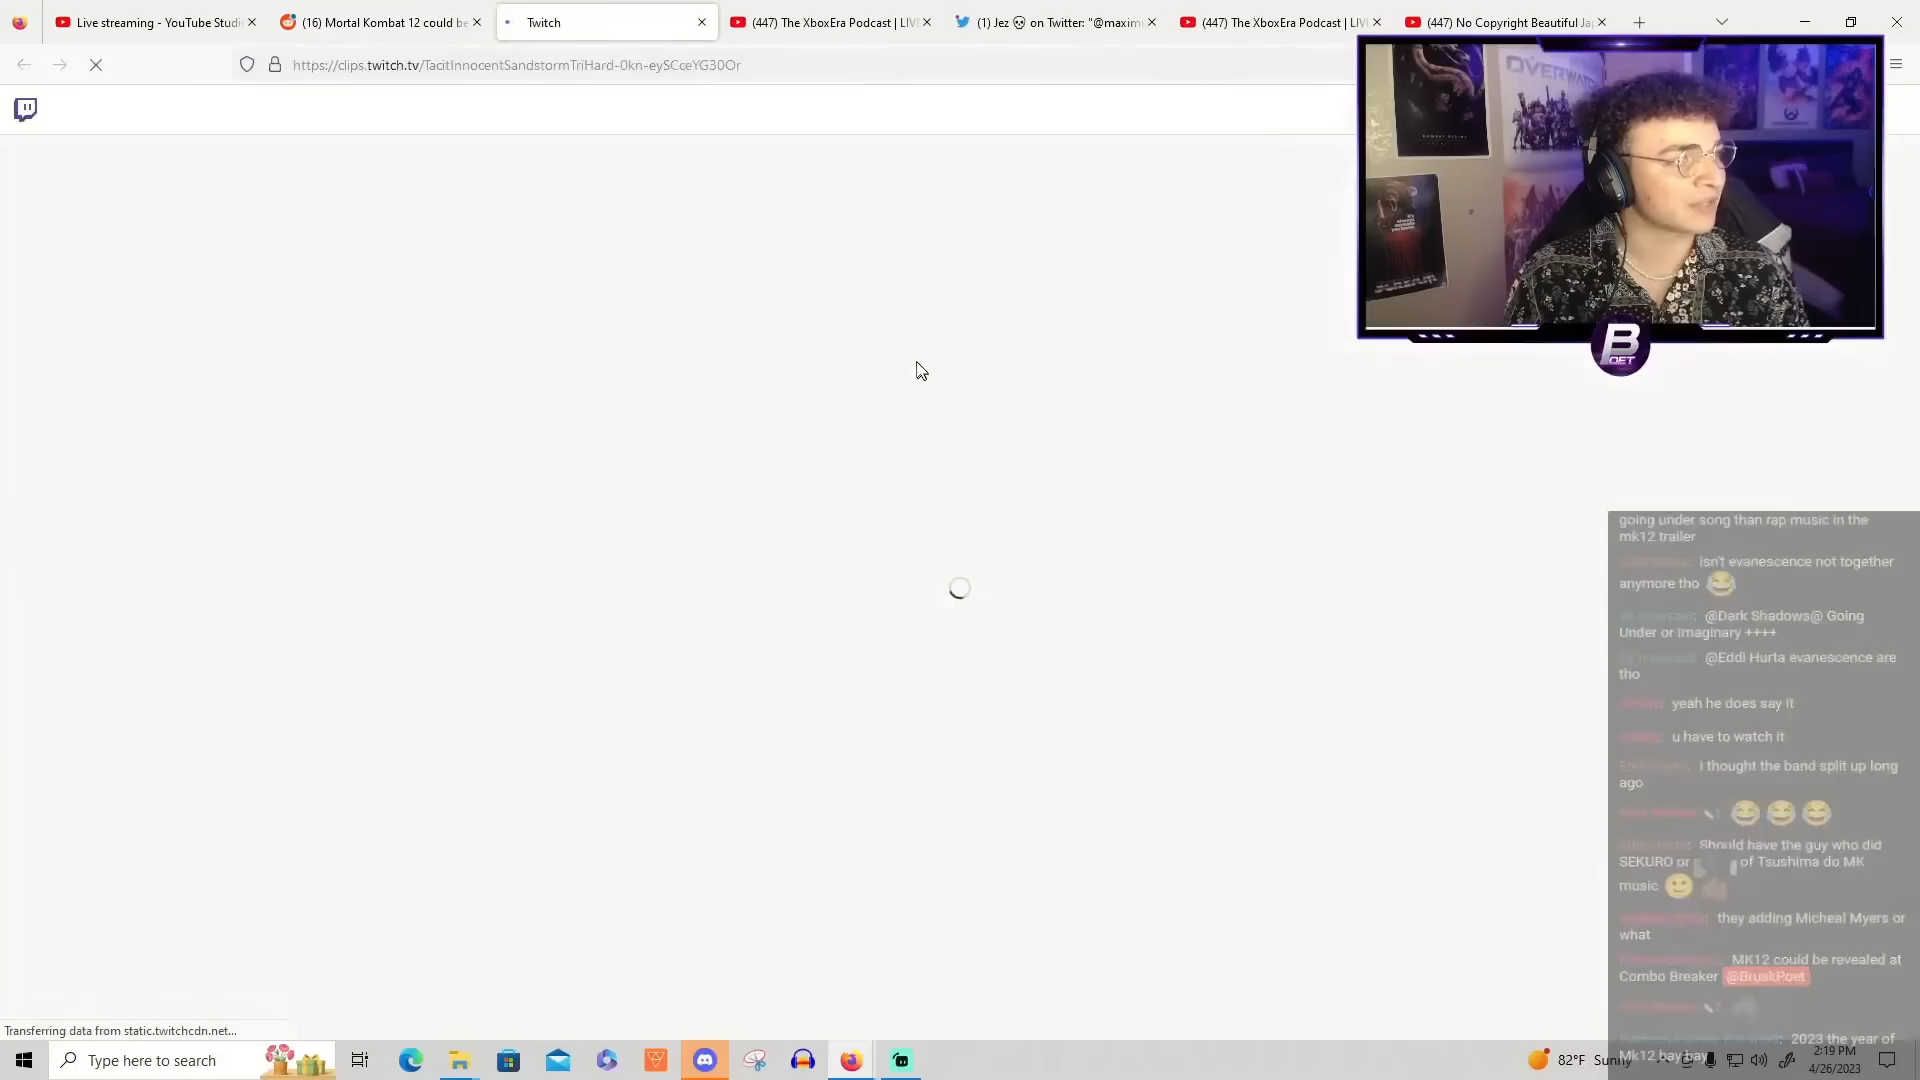 Live streaming - YouTube Studi
(16) Mortal Kombat 12 could be
Twitch
(447) The XboxEra Podcast | LIV
(1) Jez 💀 on Twitter: "@maxim
(447) The XboxEra Podcast | LIV
(447) No Copyright Beautiful Ja
https://clips.twitch.tv/TacitInnocentSandstormTriHard-0kn-eySCceYG30Or
OVERWATCH
SCREAM
B
OET
going under song than rap music in the
mk12 trailer
isn't evanescence not together
anymore tho 😂
@Dark Shadows@ Going
Under or Imaginary ++++
@Eddi Hurta evanescence are
tho
yeah he does say it
u have to watch it
I thought the band split up long
ago
😂 😂 😂
Should have the guy who did
SEKURO or of Tsushima do MK
music 🙂
they adding Micheal Myers or
what
MK12 could be revealed at
Combo Breaker @BruskPoet
2023 the year of
Mk12 bay bay
Transferring data from static.twitchcdn.net...
Type here to search
82°F Sunny
2:19 PM
4/26/2023